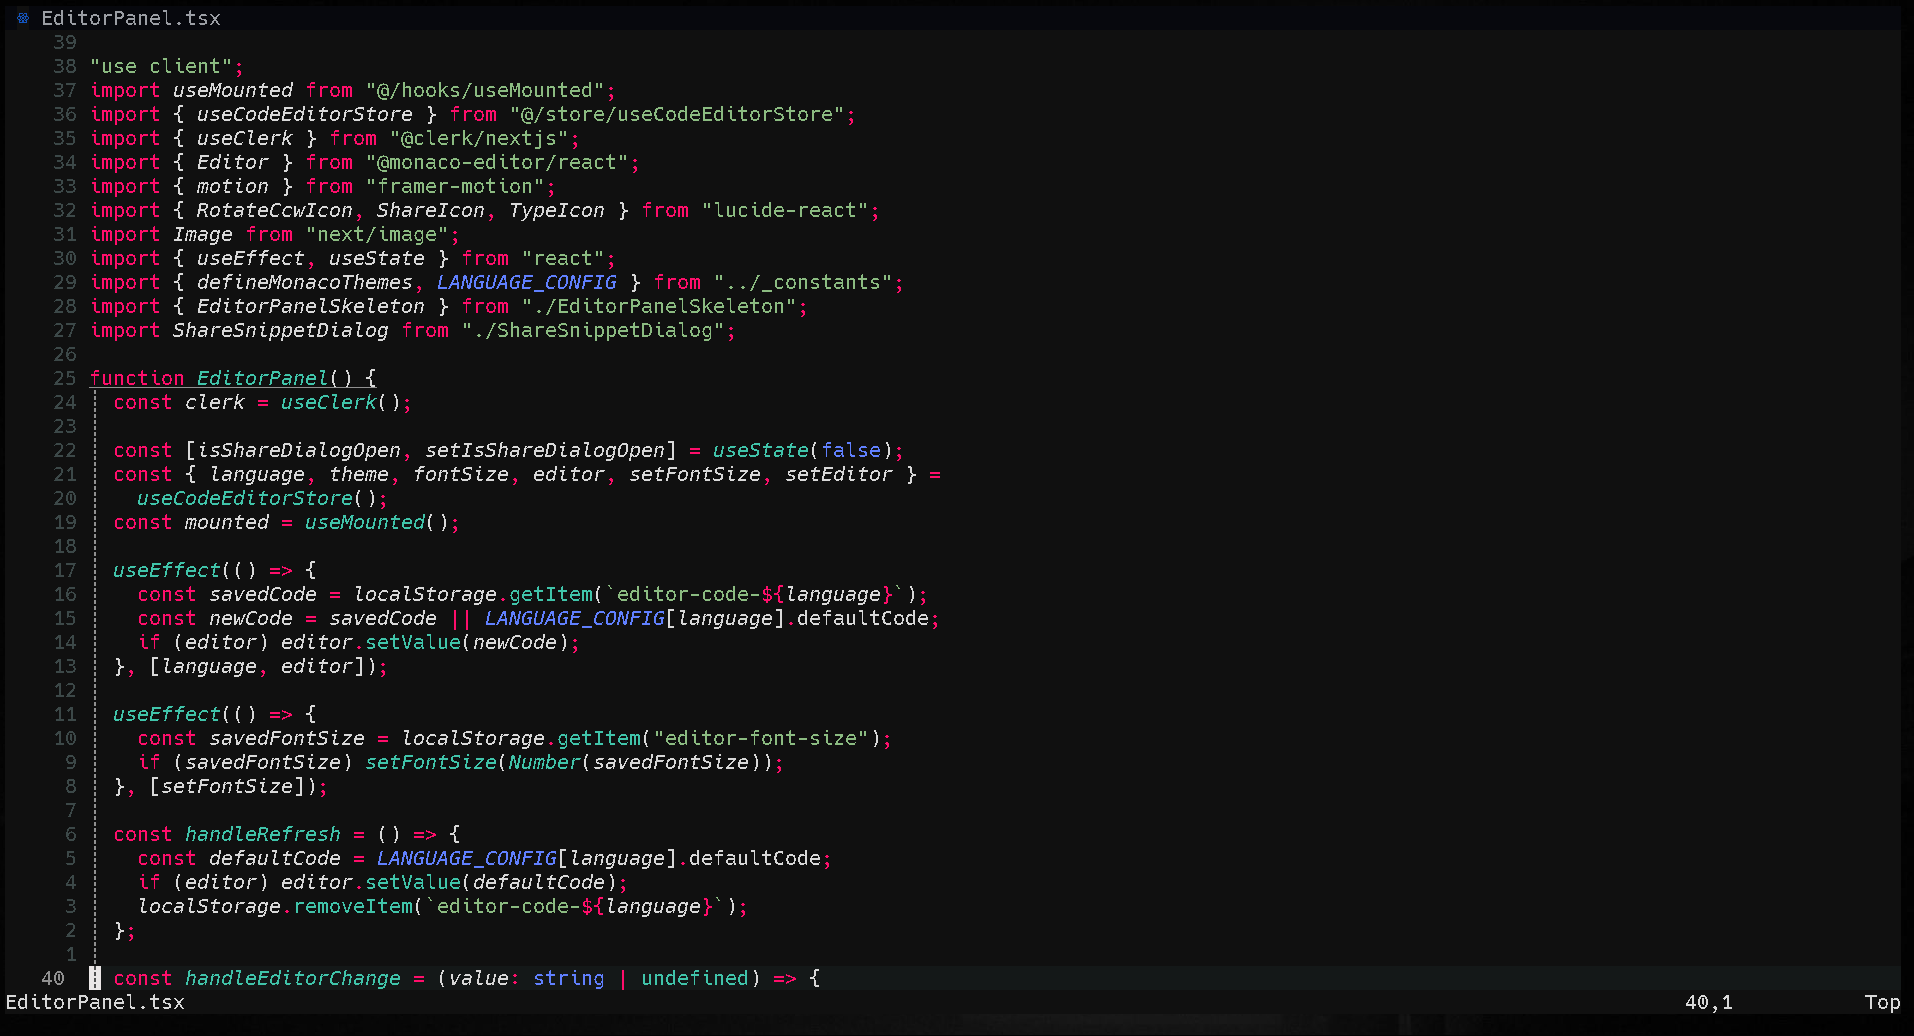 EditorPanel.tsx
39
38 "use client";
37 import useMounted from "@/hooks/useMounted";
36 import { useCodeEditorStore } from "@/store/useCodeEditorStore";
35 import { useClerk } from "@clerk/nextjs";
34 import { Editor } from "@monaco-editor/react";
33 import { motion } from "framer-motion";
32 import { RotateCcwIcon, ShareIcon, TypeIcon } from "lucide-react";
31 import Image from "next/image";
30 import { useEffect, useState } from "react";
29 import { defineMonacoThemes, LANGUAGE_CONFIG } from "../_constants";
28 import { EditorPanelSkeleton } from "./EditorPanelSkeleton";
27 import ShareSnippetDialog from "./ShareSnippetDialog";
26
25 function EditorPanel() {
24   const clerk = useClerk();
23
22   const [isShareDialogOpen, setIsShareDialogOpen] = useState(false);
21   const { language, theme, fontSize, editor, setFontSize, setEditor } =
20     useCodeEditorStore();
19   const mounted = useMounted();
18
17   useEffect(() => {
16     const savedCode = localStorage.getItem(`editor-code-${language}`);
15     const newCode = savedCode || LANGUAGE_CONFIG[language].defaultCode;
14     if (editor) editor.setValue(newCode);
13   }, [language, editor]);
12
11   useEffect(() => {
10     const savedFontSize = localStorage.getItem("editor-font-size");
9     if (savedFontSize) setFontSize(Number(savedFontSize));
8   }, [setFontSize]);
7
6   const handleRefresh = () => {
5     const defaultCode = LANGUAGE_CONFIG[language].defaultCode;
4     if (editor) editor.setValue(defaultCode);
3     localStorage.removeItem(`editor-code-${language}`);
2   };
1
40   const handleEditorChange = (value: string | undefined) => {
EditorPanel.tsx 40,1 Top